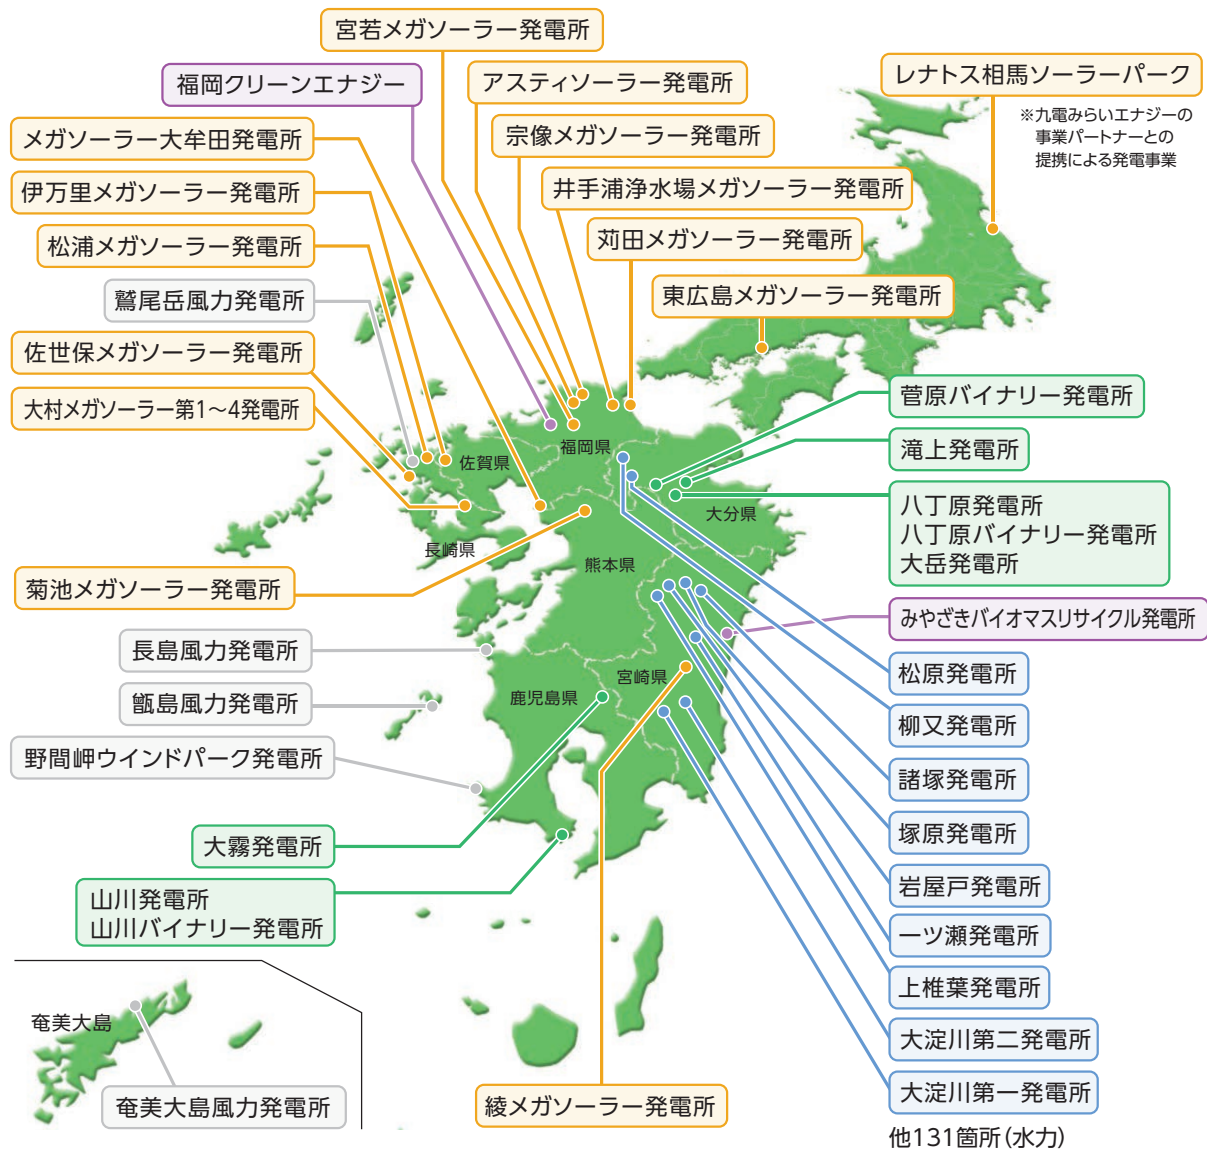 宮若メガソーラー発電所
福岡クリーンエナジー
アスティソーラー発電所
レナトス相馬ソーラーパーク
※九電みらいエナジーの
事業パートナーとの
提携による発電事業
メガソーラー大牟田発電所
宗像メガソーラー発電所
伊万里メガソーラー発電所
井手浦浄水場メガソーラー発電所
松浦メガソーラー発電所
苅田メガソーラー発電所
鷲尾岳風力発電所
東広島メガソーラー発電所
佐世保メガソーラー発電所
大村メガソーラー第1〜4発電所
菅原バイナリー発電所
滝上発電所
福岡県
佐賀県
大分県
長崎県
熊本県
八丁原発電所
八丁原バイナリー発電所
大岳発電所
菊池メガソーラー発電所
みやざきバイオマスリサイクル発電所
長島風力発電所
宮崎県
鹿児島県
松原発電所
甑島風力発電所
柳又発電所
野間岬ウインドパーク発電所
諸塚発電所
塚原発電所
大霧発電所
岩屋戸発電所
山川発電所
山川バイナリー発電所
一ツ瀬発電所
上椎葉発電所
奄美大島
大淀川第二発電所
奄美大島風力発電所
綾メガソーラー発電所
大淀川第一発電所
他131箇所(水力)